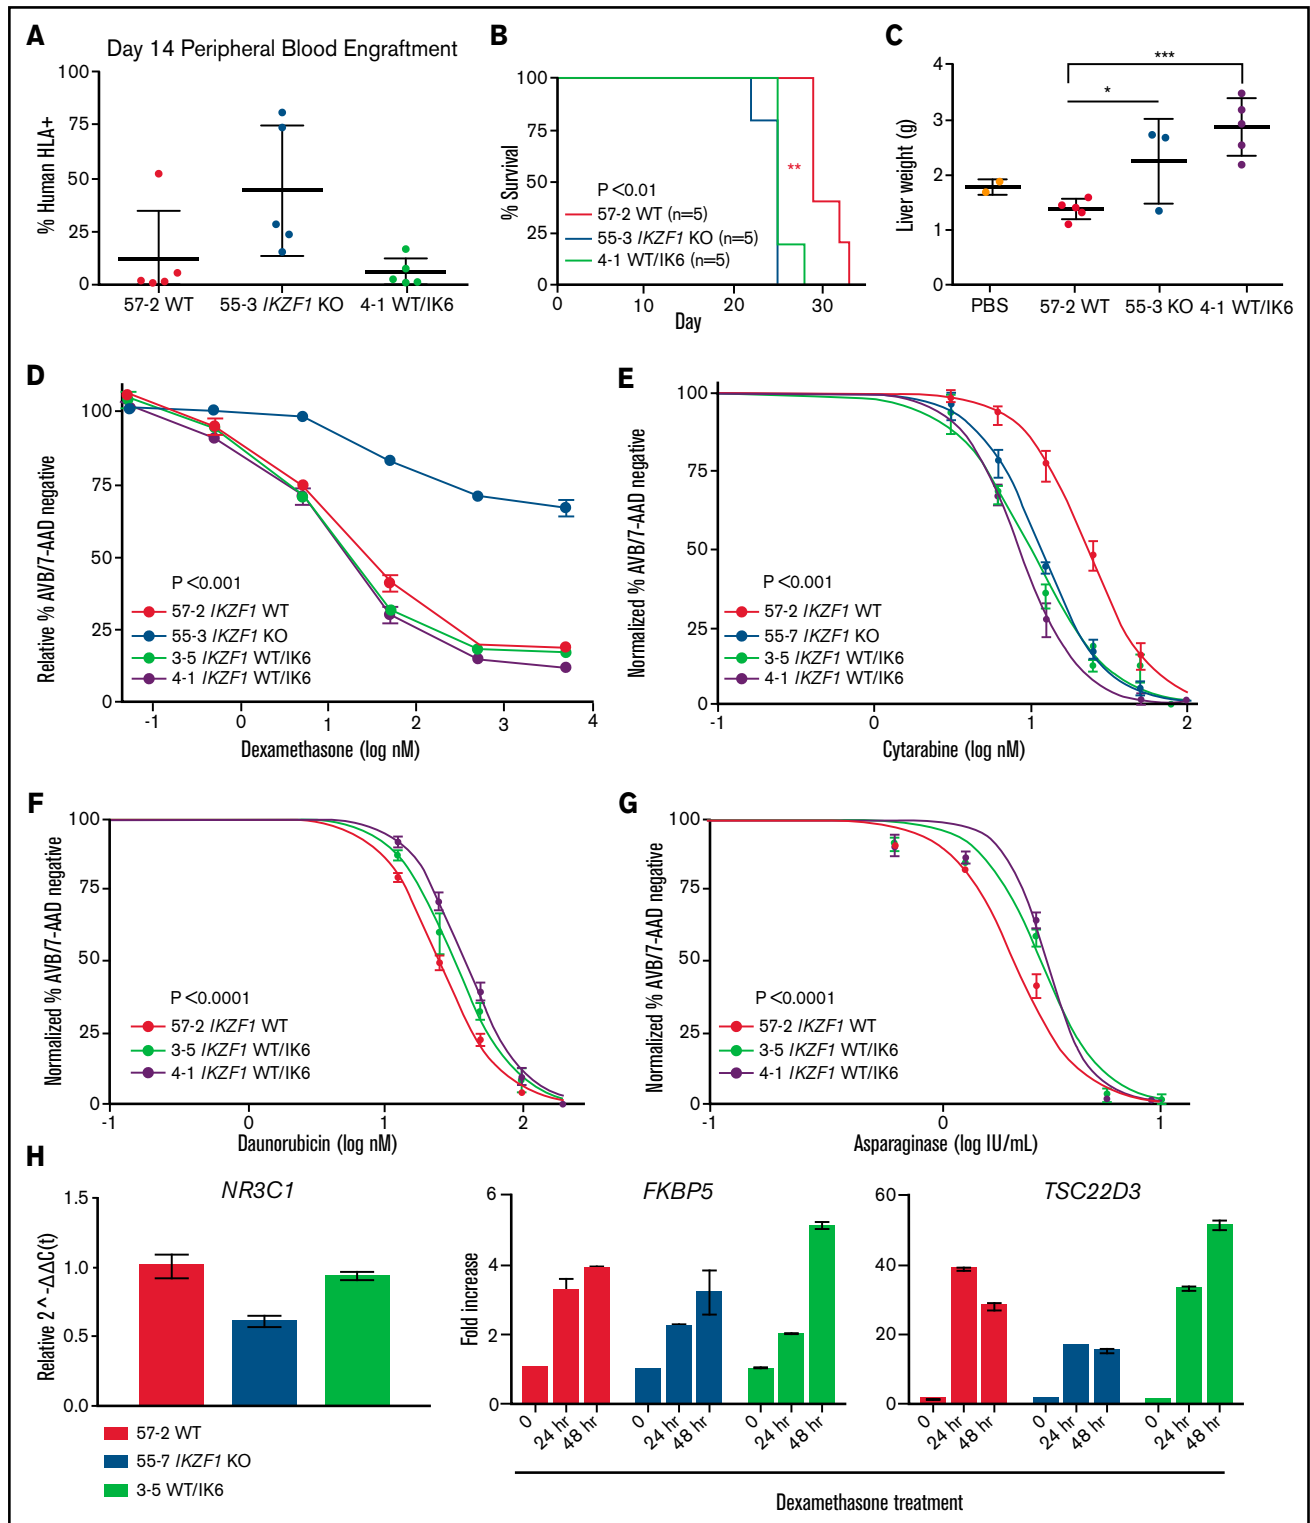 A
Day 14 Peripheral Blood Engraftment
% Human HLA+
100
75
50
25
0
57-2 WT
55-3 IKZF1 KO
4-1 WT/IK6
B
% Survival
100
75
50
25
0
**
P <0.01
57-2 WT (n=5)
55-3 IKZF1 KO (n=5)
4-1 WT/IK6 (n=5)
0
10
20
30
Day
C
Liver weight (g)
4
3
2
1
0
***
*
PBS
57-2 WT
55-3 KO
4-1 WT/IK6
D
Relative % AVB/7-AAD negative
100
75
50
25
0
P <0.001
57-2 IKZF1 WT
55-3 IKZF1 KO
3-5 IKZF1 WT/IK6
4-1 IKZF1 WT/IK6
-1
0
1
2
3
4
Dexamethasone (log nM)
E
Normalized % AVB/7-AAD negative
100
75
50
25
0
P <0.001
57-2 IKZF1 WT
55-7 IKZF1 KO
3-5 IKZF1 WT/IK6
4-1 IKZF1 WT/IK6
-1
0
1
2
Cytarabine (log nM)
F
Normalized % AVB/7-AAD negative
100
75
50
25
0
P <0.0001
57-2 IKZF1 WT
3-5 IKZF1 WT/IK6
4-1 IKZF1 WT/IK6
-1
0
1
2
Daunorubicin (log nM)
G
Normalized % AVB/7-AAD negative
100
75
50
25
0
P <0.0001
57-2 IKZF1 WT
3-5 IKZF1 WT/IK6
4-1 IKZF1 WT/IK6
-1
0
1
Asparaginase (log IU/mL)
H
NR3C1
Relative 2^-ΔΔC(t)
1.5
1.0
0.5
0.0
57-2 WT
55-7 IKZF1 KO
3-5 WT/IK6
FKBP5
Fold increase
6
4
2
0
0
24 hr
48 hr
0
24 hr
48 hr
0
24 hr
48 hr
TSC22D3
60
40
20
0
0
24 hr
48 hr
0
24 hr
48 hr
0
24 hr
48 hr
Dexamethasone treatment